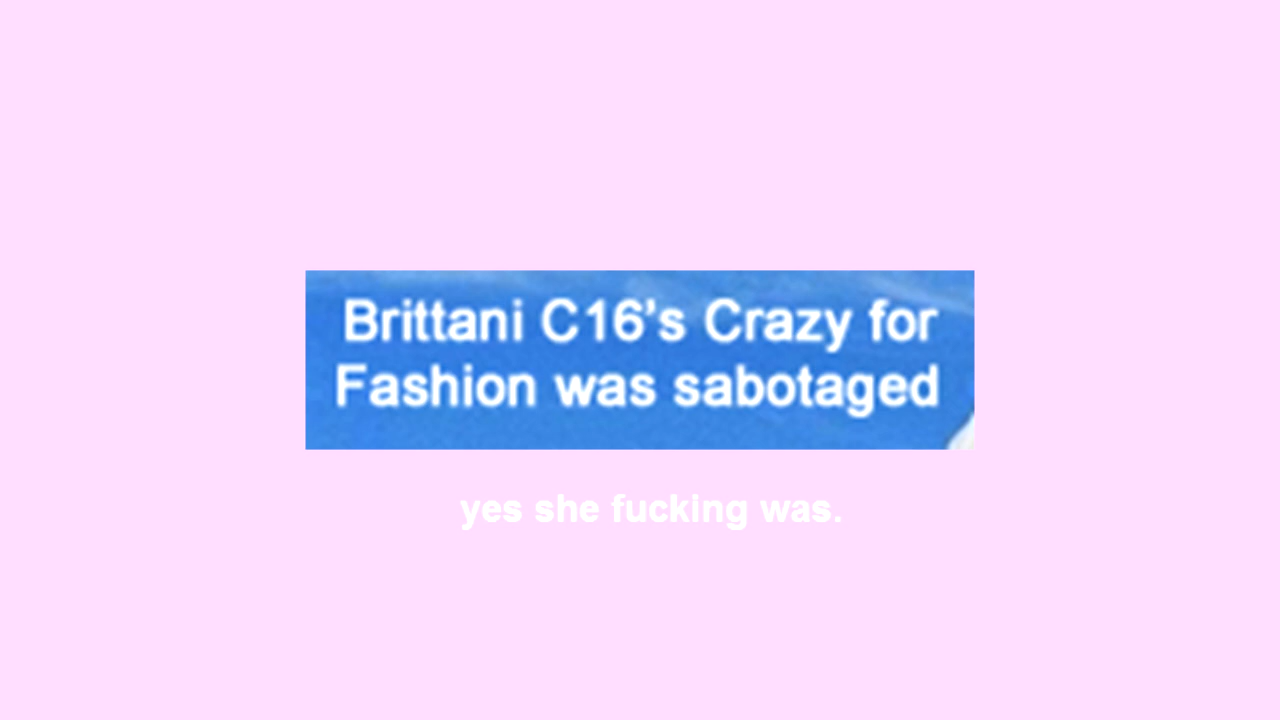 Brittani C16’s Crazy for
Fashion was sabotaged
yes she fucking was.